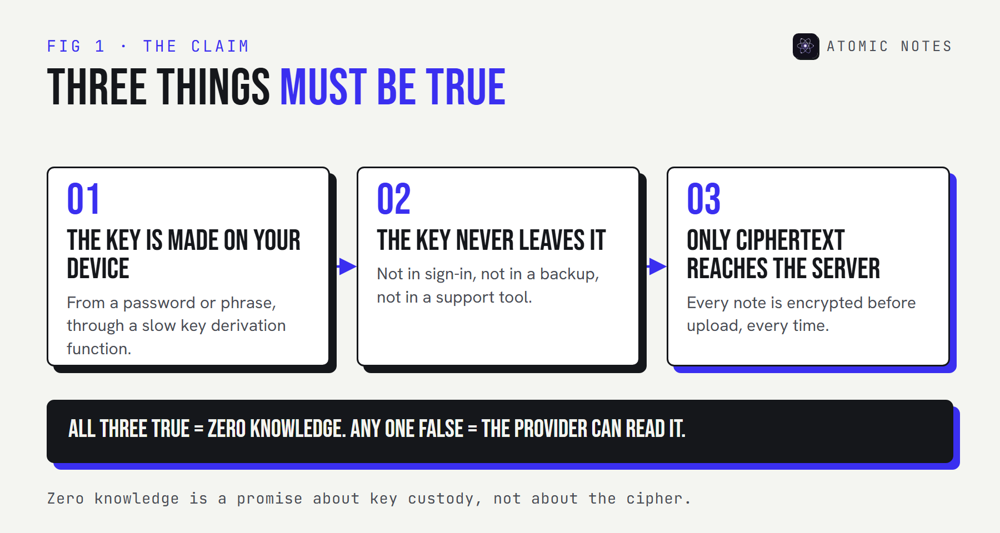 FIG 1 · THE CLAIM
ATOMIC NOTES
THREE THINGS MUST BE TRUE
01
THE KEY IS MADE ON YOUR
DEVICE
From a password or phrase,
through a slow key derivation
function.
02
THE KEY NEVER LEAVES IT
Not in sign-in, not in a backup,
not in a support tool.
03
ONLY CIPHERTEXT
REACHES THE SERVER
Every note is encrypted before
upload, every time.
ALL THREE TRUE = ZERO KNOWLEDGE. ANY ONE FALSE = THE PROVIDER CAN READ IT.
Zero knowledge is a promise about key custody, not about the cipher.